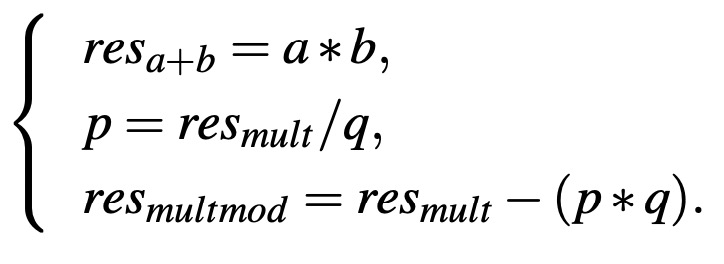 res_{a+b} = a * b,
p = res_{mult}/q,
res_{multmod} = res_{mult} − (p * q).